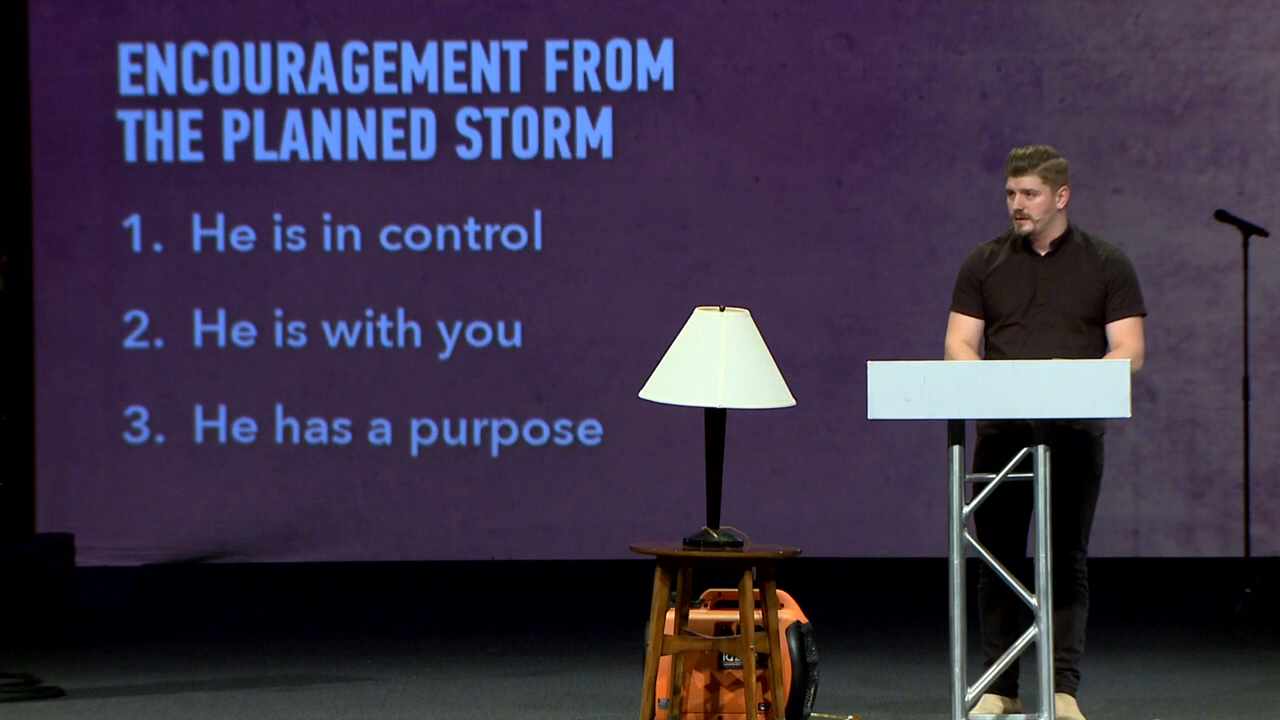 ENCOURAGEMENT FROM
THE PLANNED STORM
1. He is in control
2. He is with you
3. He has a purpose